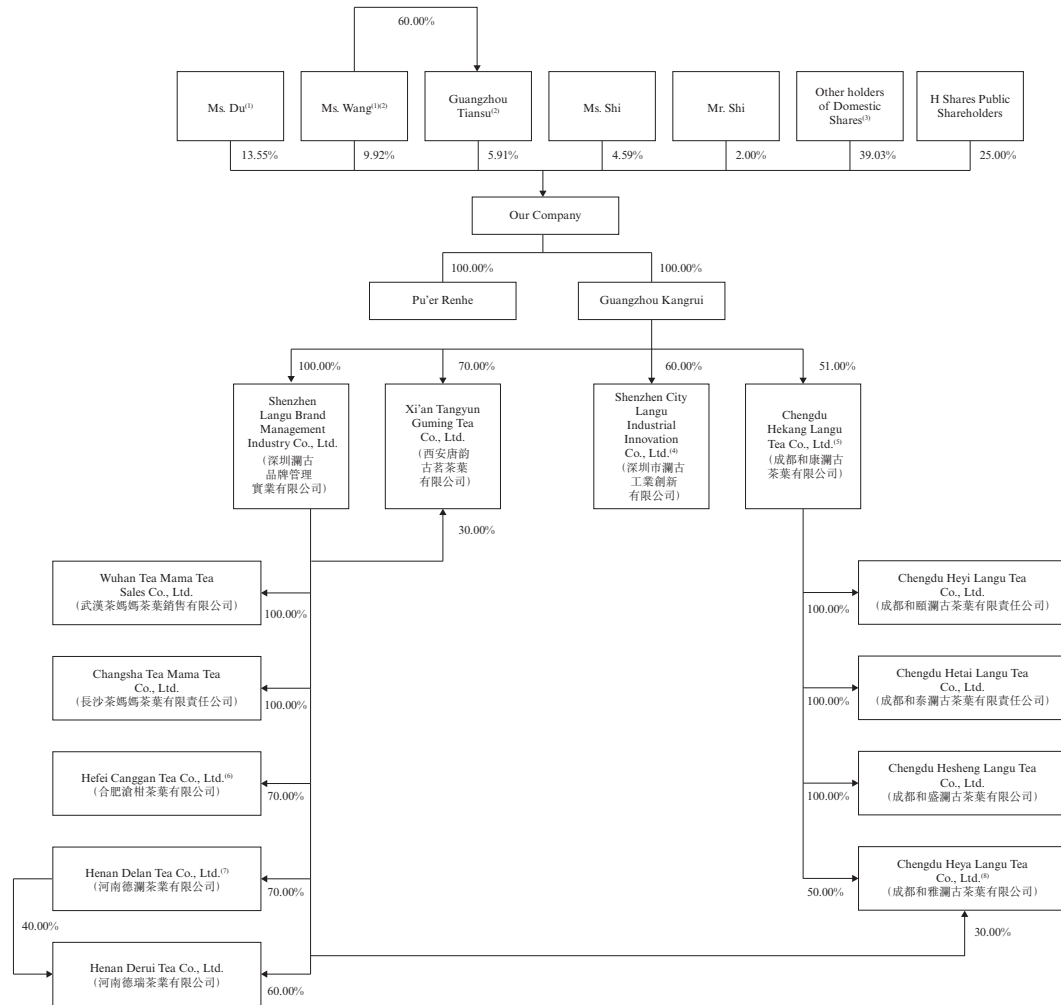 60.00%
Ms. Du(1)
Ms. Wang(1)(2)
Guangzhou
Tiansu(2)
Ms. Shi
Mr. Shi
Other holders
of Domestic
Shares(3)
H Shares Public
Shareholders
13.55%
9.92%
5.91%
4.59%
2.00%
39.03%
25.00%
Our Company
100.00%
100.00%
Pu'er Renhe
Guangzhou Kangrui
100.00%
70.00%
60.00%
51.00%
Shenzhen
Langu Brand
Management
Industry Co., Ltd.
(深圳瀾古
品牌管理
實業有限公司)
Xi'an Tangyun
Guming Tea
Co., Ltd.
(西安唐韵
古茗茶葉
有限公司)
Shenzhen City
Langu
Industrial
Innovation
Co., Ltd.(4)
(深圳市瀾古
工業創新
有限公司)
Chengdu
Hekang Langu
Tea Co., Ltd.(5)
(成都和康瀾古
茶葉有限公司)
30.00%
Wuhan Tea Mama Tea
Sales Co., Ltd.
(武漢茶媽媽茶葉銷售有限公司)
100.00%
Chengdu Heyi Langu Tea
Co., Ltd.
(成都和頤瀾古茶葉有限責任公司)
100.00%
Changsha Tea Mama Tea
Co., Ltd.
(長沙茶媽媽茶葉有限責任公司)
100.00%
Chengdu Hetai Langu Tea
Co., Ltd.
(成都和泰瀾古茶葉有限責任公司)
100.00%
Hefei Canggan Tea Co., Ltd.(6)
(合肥滄柑茶葉有限公司)
70.00%
Chengdu Hesheng Langu Tea
Co., Ltd.
(成都和盛瀾古茶葉有限公司)
100.00%
Henan Delan Tea Co., Ltd.(7)
(河南德瀾茶業有限公司)
70.00%
Chengdu Heya Langu Tea
Co., Ltd.(8)
(成都和雅瀾古茶葉有限公司)
50.00%
40.00%
30.00%
Henan Derui Tea Co., Ltd.
(河南德瑞茶業有限公司)
60.00%